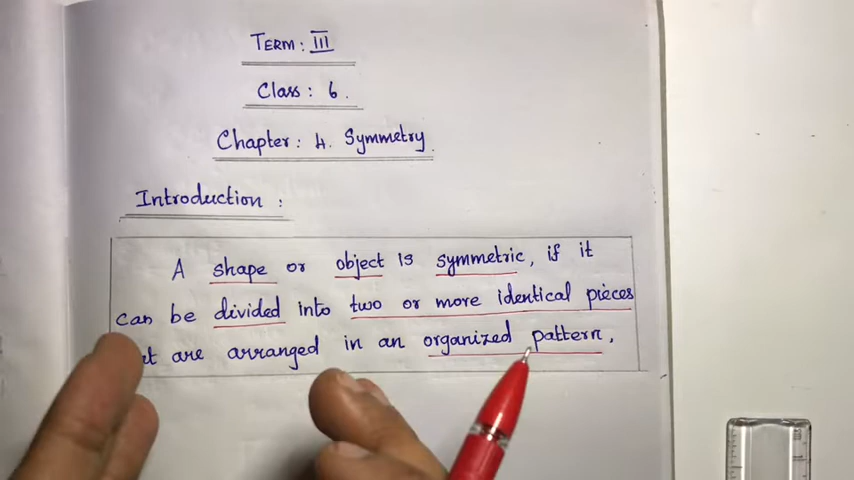 TERM: III
Class: 6.
Chapter: 4. Symmetry
Introduction :
A shape or object is symmetric, if it
can be divided into two or more identical pieces
are arranged in an organized pattern.